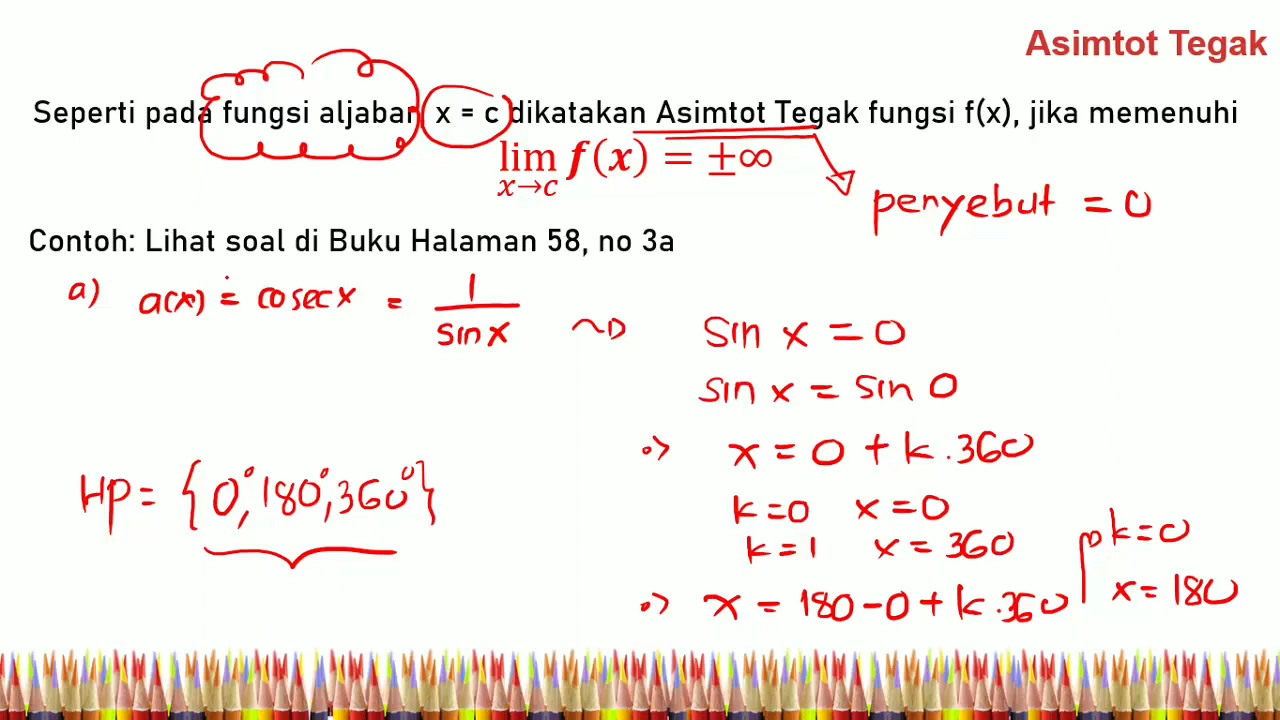 Asimtot Tegak
Seperti pada fungsi aljabar, x = c dikatakan Asimtot Tegak fungsi f(x), jika memenuhi
lim x→c f(x) = ±∞
penyebut = 0
Contoh: Lihat soal di Buku Halaman 58, no 3a
a) a(x) = cosec x = 1/sin x
sin x = 0
sin x = sin 0
x = 0 + k.360
k=0 x=0
k=1 x=360
x = 180-0+k.360
k=0
x=180
HP = {0°, 180°, 360°}